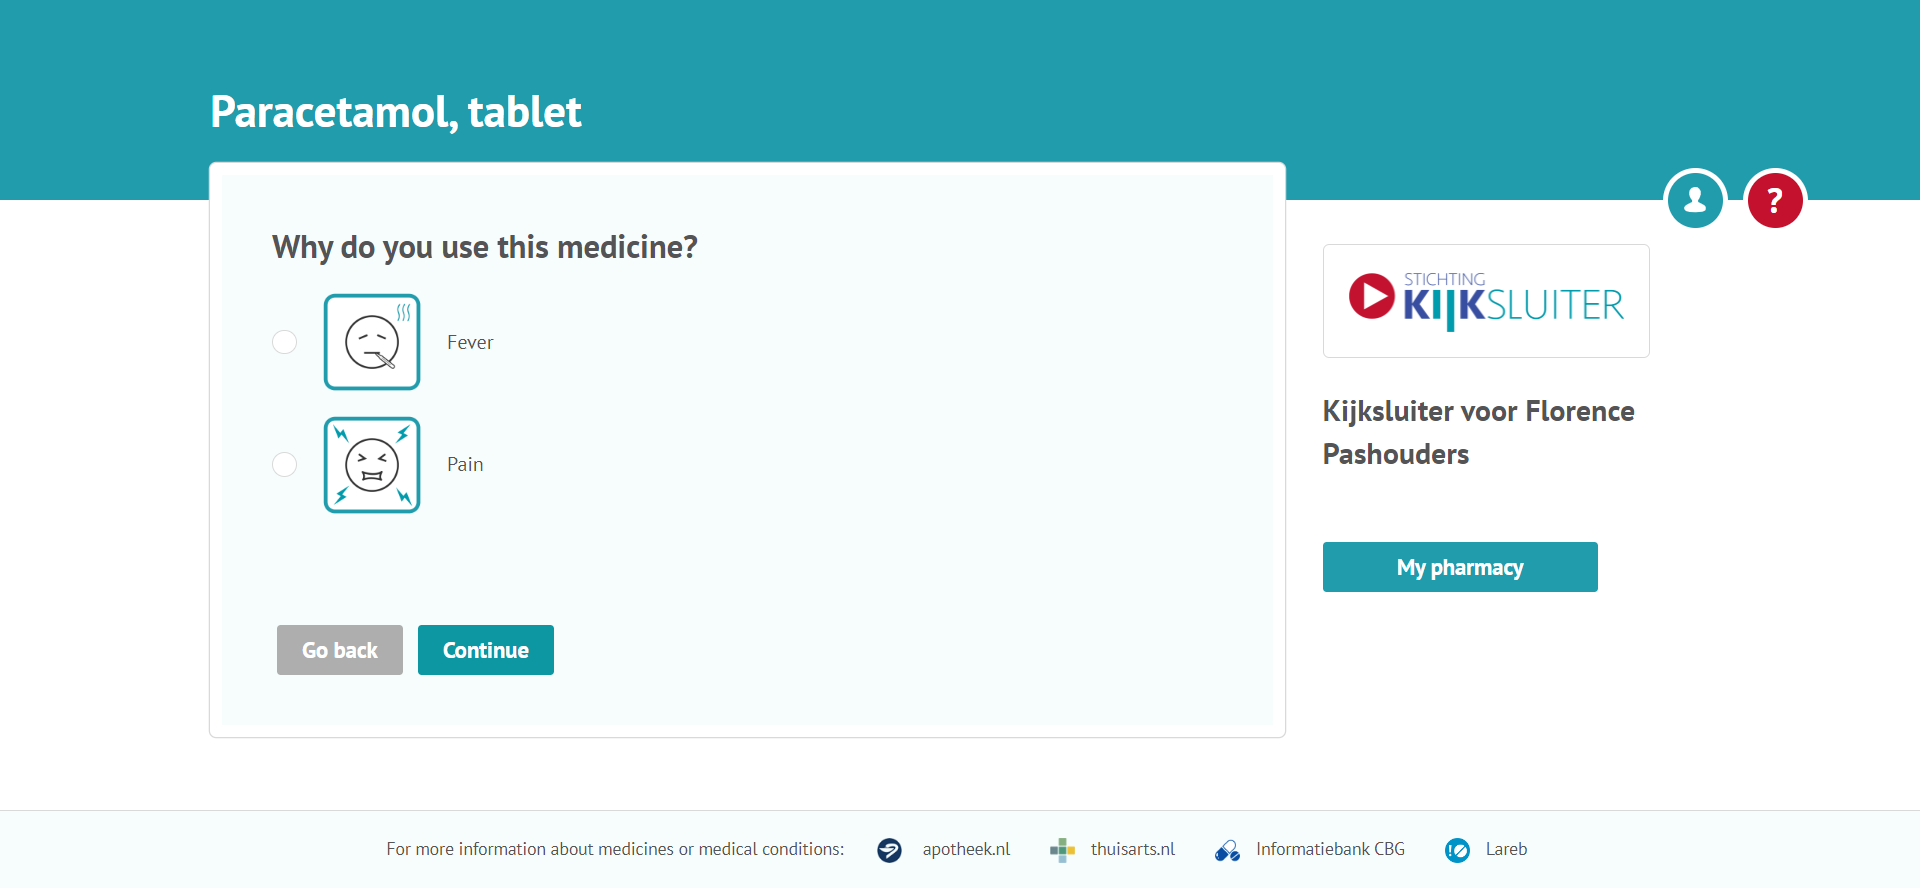 Paracetamol, tablet
Why do you use this medicine?
Fever
Pain
Go back
Continue
?
STICHTING
KIJKSLUITER
Kijksluiter voor Florence
Pashouders
My pharmacy
For more information about medicines or medical conditions:
apotheek.nl
thuisarts.nl
Informatiebank CBG
Lareb